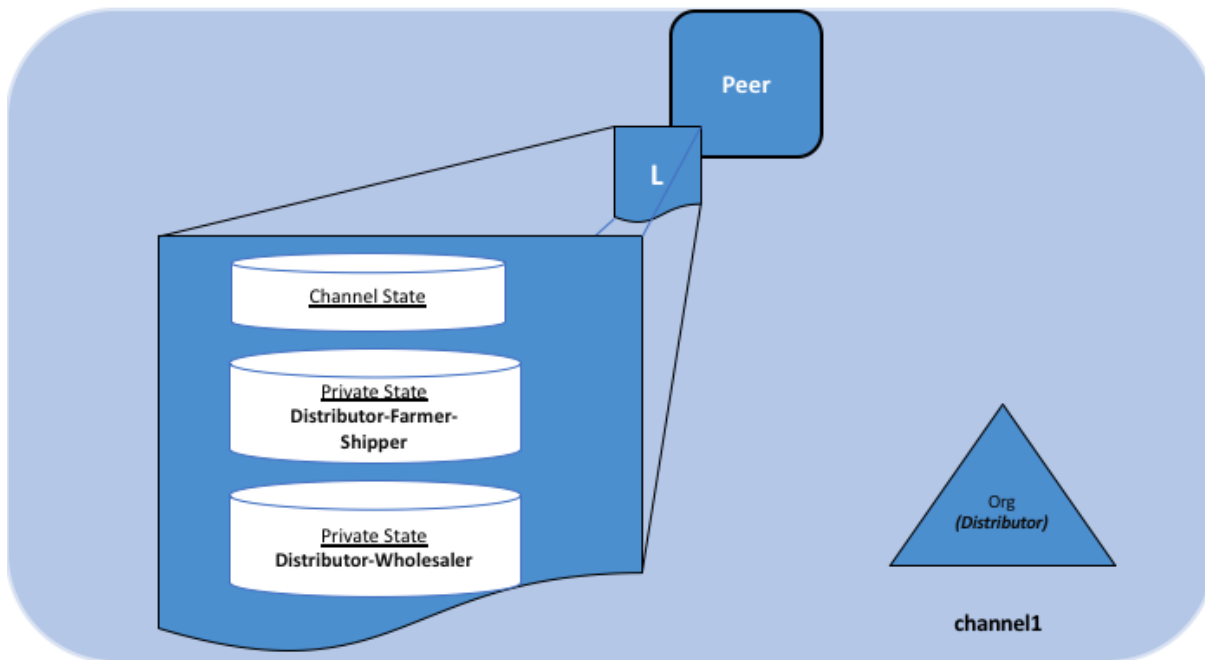 Peer
L
Channel State
Private State
Distributor-Farmer-
Shipper
Private State
Distributor-Wholesaler
Org
(Distributor)
channel1